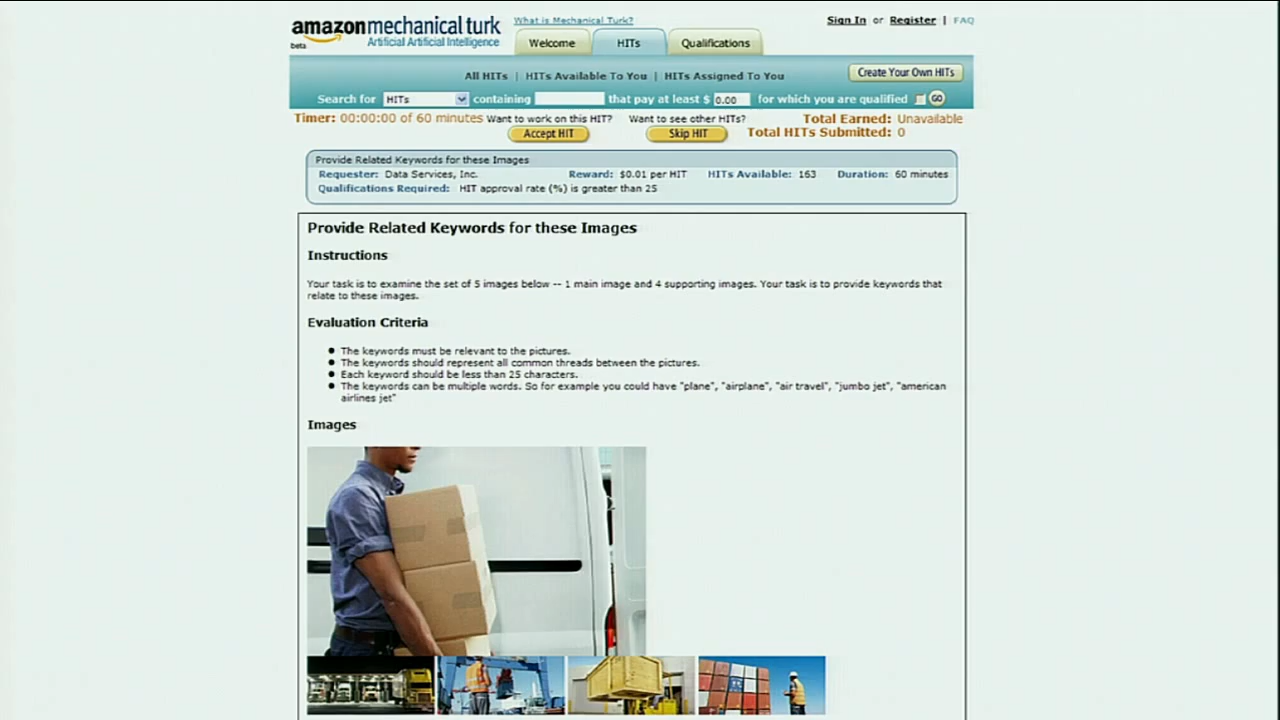 What is Mechanical Turk?
Sign In or Register | FAQ
amazonmechanical turk
beta
Artificial Artificial Intelligence
Welcome
HITs
Qualifications
All HITs | HITs Available To You | HITs Assigned To You
Create Your Own HITs
Search for HITs containing that pay at least $ 0.00 for which you are qualified GO
Timer: 00:00:00 of 60 minutes
Want to work on this HIT?
Want to see other HITs?
Total Earned: Unavailable
Accept HIT
Skip HIT
Total HITs Submitted: 0
Provide Related Keywords for these Images
Requester: Data Services, Inc. Reward: $0.01 per HIT HITs Available: 163 Duration: 60 minutes
Qualifications Required: HIT approval rate (%) is greater than 25
Provide Related Keywords for these Images
Instructions
Your task is to examine the set of 5 images below -- 1 main image and 4 supporting images. Your task is to provide keywords that
relate to these images.
Evaluation Criteria
The keywords must be relevant to the pictures.
The keywords should represent all common threads between the pictures.
Each keyword should be less than 25 characters.
The keywords can be multiple words. So for example you could have "plane", "airplane", "air travel", "jumbo jet", "american
airlines jet"
Images